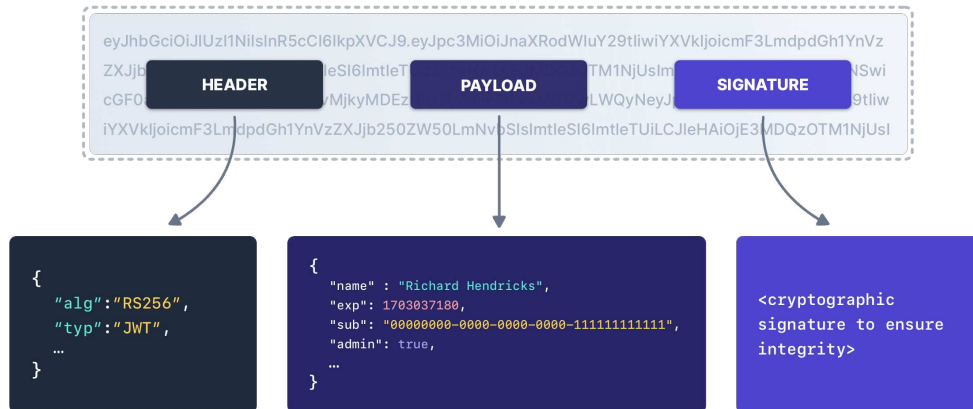 eyJhbGciOiJIUzI1NiIsInR5cCI6IkpXVCJ9.eyJpc3MiOiJnaXRodWIuY29tIiwiYXVkIjoicmF3LmdpdGh1YnVz
HEADER
PAYLOAD
SIGNATURE
iYXVkIjoicmF3LmdpdGh1YnVzZXJjb250ZW50LmNvbSIsImtleSI6ImtleTUiLCJleHAiOjE3MDQzOTM1NjUsI
{
“alg”:”RS256”,
“typ”:”JWT”,
…
}
{
"name" : "Richard Hendricks",
"exp": 1703037180,
"sub": "00000000-0000-0000-0000-111111111111",
"admin": true,
…
}
<cryptographic
signature to ensure
integrity>